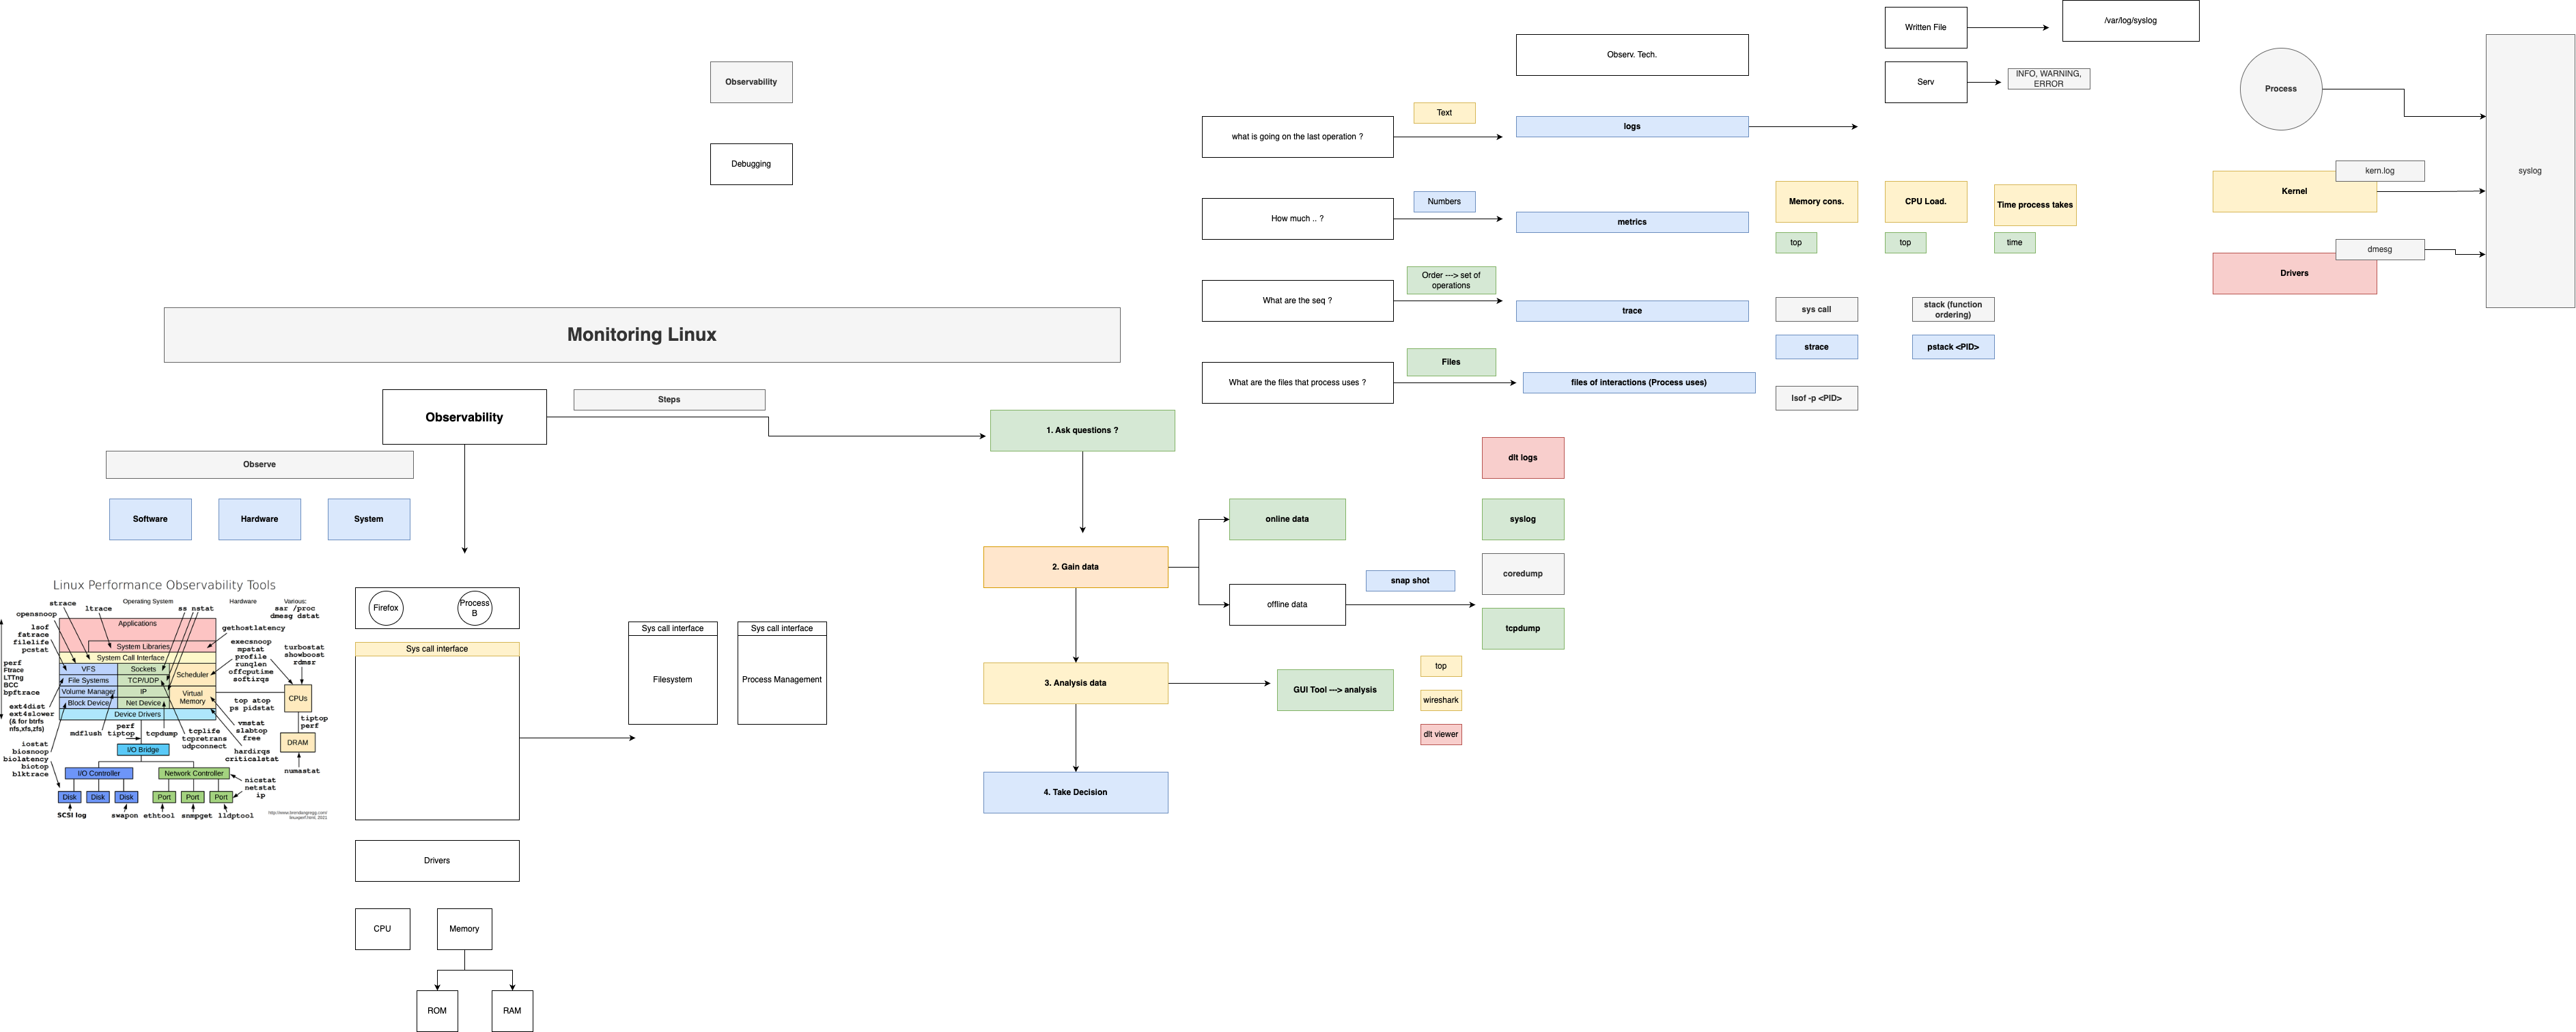 Written File
/var/log/syslog
Observ. Tech.
Serv
INFO, WARNING,
ERROR
Process
syslog
Observability
Debugging
Text
what is going on the last operation ?
logs
kern.log
Kernel
Numbers
How much .. ?
metrics
Memory cons.
CPU Load.
Time process takes
top
top
time
dmesg
Drivers
Order ---> set of
operations
What are the seq ?
trace
sys call
stack (function
ordering)
strace
pstack <PID>
Files
What are the files that process uses ?
files of interactions (Process uses)
lsof -p <PID>
Monitoring Linux
Observability
Steps
1. Ask questions ?
Observe
Software
Hardware
System
dlt logs
online data
syslog
2. Gain data
snap shot
coredump
offline data
tcpdump
3. Analysis data
GUI Tool ---> analysis
top
wireshark
dlt viewer
4. Take Decision
Firefox
Process
B
Sys call interface
Sys call interface
Filesystem
Sys call interface
Process Management
Drivers
CPU
Memory
ROM
RAM
Linux Performance Observability Tools
Operating System
Hardware
Various:
strace
opensnoop
ltrace
ss nstat
sar /proc
dmesg dstat
lsof
fatrace
filelife
pcstat
Applications
System Libraries
System Call Interface
gethostlatency
perf
Ftrace
LTTng
BCC
bpftrace
VFS
Sockets
Scheduler
File Systems
TCP/UDP
Volume Manager
IP
Virtual
Memory
Block Device
Net Device
Device Drivers
execsnoop
mpstat
profile
runqlen
offcputime
softirqs
turbostat
showboost
rdmsr
CPUs
top atop
ps pidstat
tiptop
perf
DRAM
numastat
vmstat
slabtop
free
hardirqs
criticalstat
ext4dist
ext4slower
(& for btrfs
nfs,xfs,zfs)
mdflush
perf
tiptop
tcpdump
tcplife
tcpretrans
udpconnect
iostat
biosnoop
biolatency
biotop
blktrace
I/O Bridge
I/O Controller
Network Controller
nicstat
netstat
ip
Disk
Disk
Disk
Port
Port
Port
SCSI log
swapon
ethtool
snmpget
lldptool
http://www.brendangregg.com/
linuxperf.html, 2021